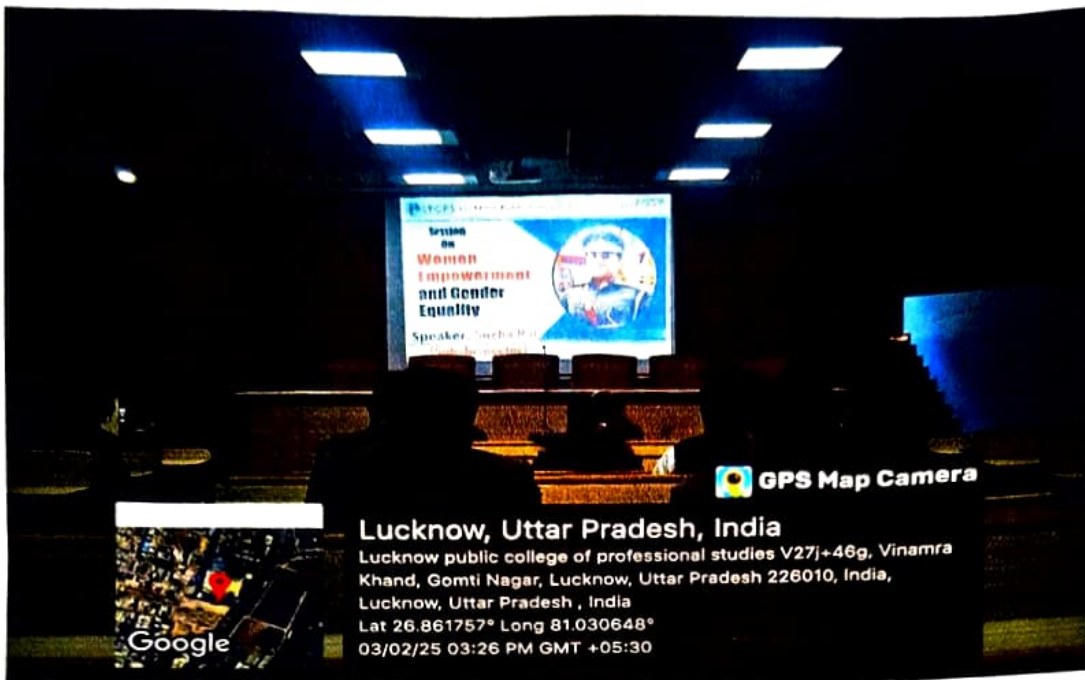 Session
on
Women
Empowerment
and Gender
Equality
Speaker,
GPS Map Camera
Lucknow, Uttar Pradesh, India
Lucknow public college of professional studies V27j+46g, Vinamra
Khand, Gomti Nagar, Lucknow, Uttar Pradesh 226010, India,
Lucknow, Uttar Pradesh , India
Lat 26.861757° Long 81.030648°
03/02/25 03:26 PM GMT +05:30
Google